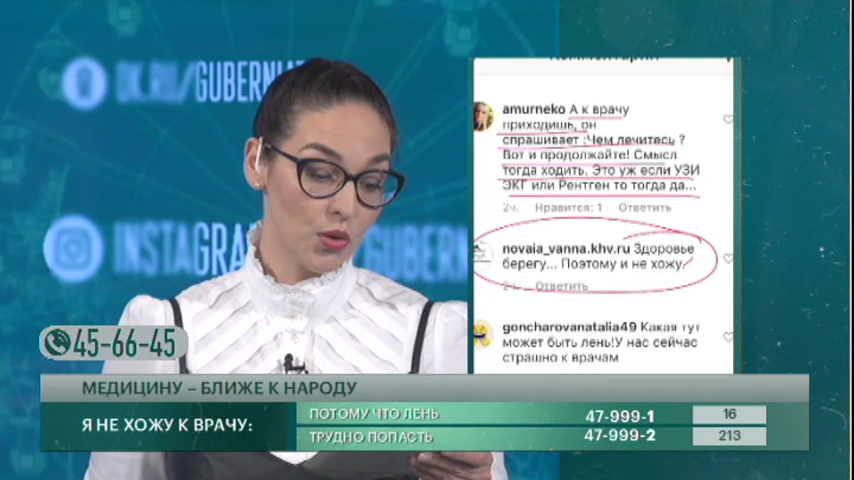 OK.RU/GUBERNIA
INSTAGRA
GUBERNIA
Комментарии
amurneko А к врачу
приходишь, он
спрашивает :Чем лечитесь ?
Вот и продолжайте! Смысл
тогда ходить. Это уж если УЗИ
ЭКГ или Рентген то тогда да...
2ч. Нравится: 1 Ответить
novaia_vanna.khv.ru Здоровье
берегу... Поэтому и не хожу.
2ч. Ответить
goncharovanatalia49 Какая тут
может быть лень!У нас сейчас
страшно к врачам
45-66-45
МЕДИЦИНУ – БЛИЖЕ К НАРОДУ
Я НЕ ХОЖУ К ВРАЧУ:
ПОТОМУ ЧТО ЛЕНЬ 47-999-1 16
ТРУДНО ПОПАСТЬ 47-999-2 213